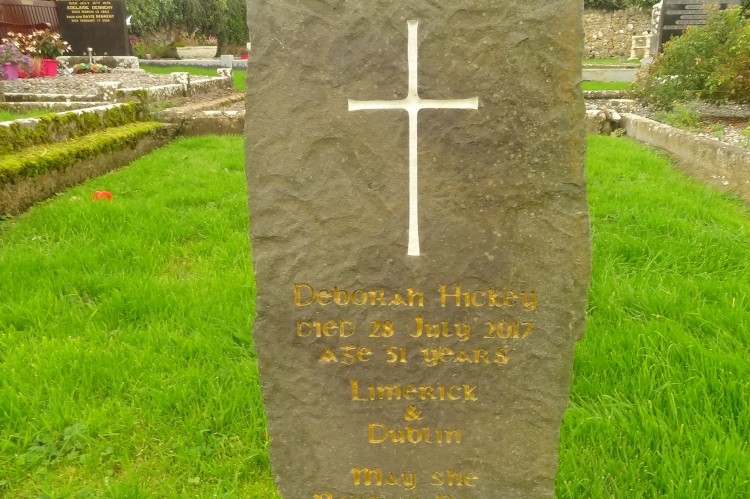 Deborah Hickey
Died 28 July 2017
Age 51 years
Limerick
&
Dublin
May she